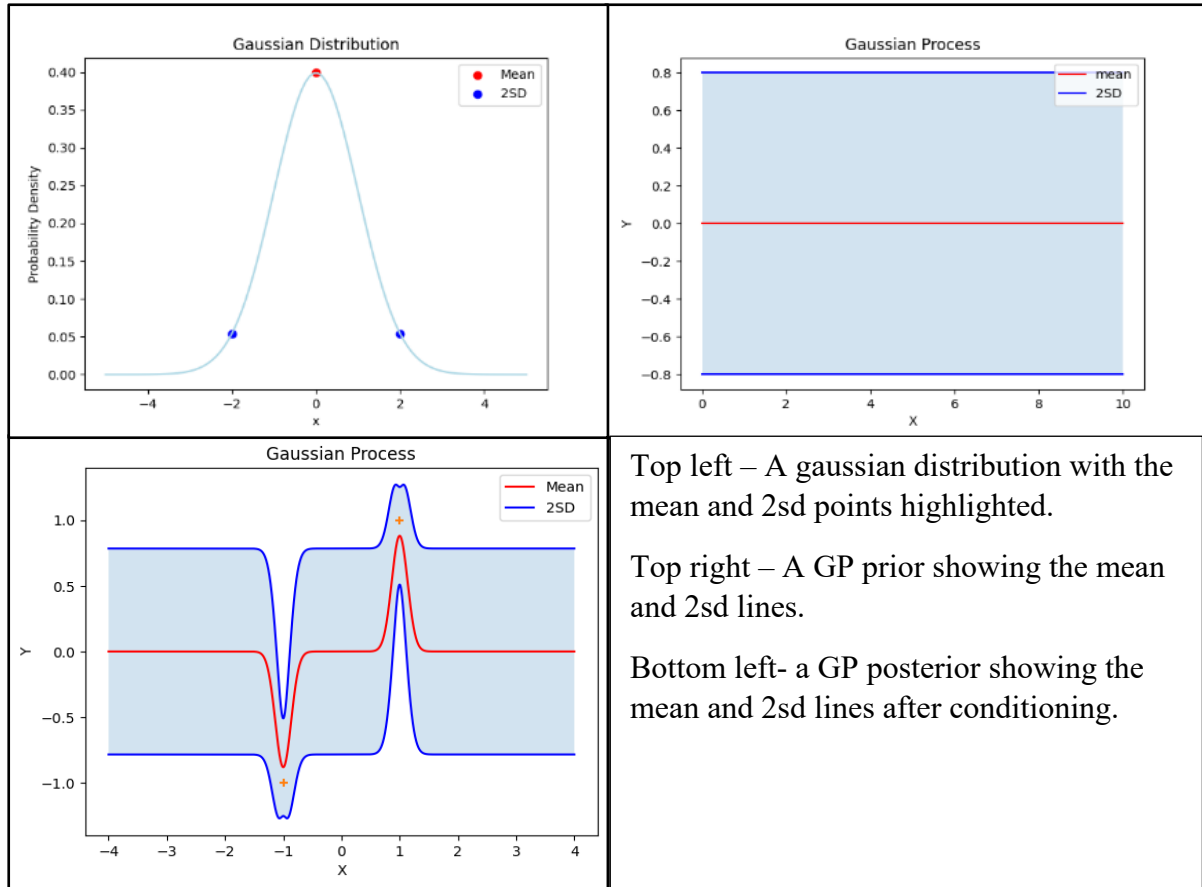 Gaussian Distribution
Mean
2SD
Probability Density
0.40
0.35
0.30
0.25
0.20
0.15
0.10
0.05
0.00
−4
−2
0
2
4
x
Gaussian Process
mean
2SD
Y
0.8
0.6
0.4
0.2
0.0
−0.2
−0.4
−0.6
−0.8
0
2
4
6
8
10
X
Gaussian Process
Mean
2SD
Y
1.0
0.5
0.0
−0.5
−1.0
−4
−3
−2
−1
0
1
2
3
4
X
Top left – A gaussian distribution with the
mean and 2sd points highlighted.
Top right – A GP prior showing the mean
and 2sd lines.
Bottom left- a GP posterior showing the
mean and 2sd lines after conditioning.